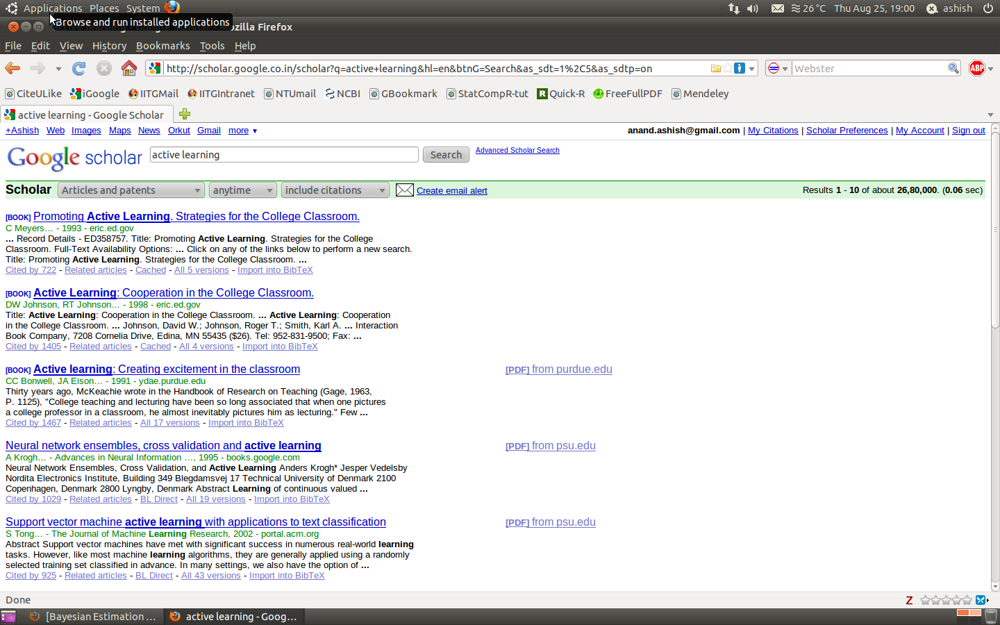 Applications Places System 26 °C Thu Aug 25, 19:00 ashish
Browse and run installed applications
zilla Firefox
File Edit View History Bookmarks Tools Help
http://scholar.google.co.in/scholar?q=active+learning&hl=en&btnG=Search&as_sdt=1%2C5&as_sdtp=on Webster ABP
CiteULike iGoogle IITGMail IITGIntranet NTUmail NCBI GBookmark StatCompR-tut R Quick-R FreeFullPDF Mendeley
active learning - Google Scholar
+Ashish Web Images Maps News Orkut Gmail more ▼ anand.ashish@gmail.com | My Citations | Scholar Preferences | My Account | Sign out
Google scholar active learning Search Advanced Scholar Search
Scholar Articles and patents anytime include citations Create email alert Results 1 - 10 of about 26,80,000. (0.06 sec)
[BOOK] Promoting Active Learning. Strategies for the College Classroom.
C Meyers... - 1993 - eric.ed.gov
... Record Details - ED358757. Title: Promoting Active Learning. Strategies for the College
Classroom. Full-Text Availability Options: ... Click on any of the links below to perform a new search.
Title: Promoting Active Learning. Strategies for the College Classroom. ...
Cited by 722 - Related articles - Cached - All 5 versions - Import into BibTeX
[BOOK] Active Learning: Cooperation in the College Classroom.
DW Johnson, RT Johnson... - 1998 - eric.ed.gov
Title: Active Learning: Cooperation in the College Classroom. ... Active Learning: Cooperation
in the College Classroom. ... Johnson, David W.; Johnson, Roger T.; Smith, Karl A. ... Interaction
Book Company, 7208 Cornelia Drive, Edina, MN 55435 ($26). Tel: 952-831-9500; Fax: ...
Cited by 1405 - Related articles - Cached - All 4 versions - Import into BibTeX
[BOOK] Active learning: Creating excitement in the classroom [PDF] from purdue.edu
CC Bonwell, JA Eison... - 1991 - ydae.purdue.edu
Thirty years ago, McKeachie wrote in the Handbook of Research on Teaching (Gage, 1963,
P. 1125), "College teaching and lecturing have been so long associated that when one pictures
a college professor in a classroom, he almost inevitably pictures him as lecturing." Few ...
Cited by 1467 - Related articles - All 17 versions - Import into BibTeX
Neural network ensembles, cross validation and active learning [PDF] from psu.edu
A Krogh... - Advances in Neural Information ..., 1995 - books.google.com
Neural Network Ensembles, Cross Validation, and Active Learning Anders Krogh* Jesper Vedelsby
Nordita Electronics Institute, Building 349 Blegdamsvej 17 Technical University of Denmark 2100
Copenhagen, Denmark 2800 Lyngby, Denmark Abstract Learning of continuous valued ...
Cited by 1029 - Related articles - BL Direct - All 19 versions - Import into BibTeX
Support vector machine active learning with applications to text classification [PDF] from psu.edu
S Tong... - The Journal of Machine Learning Research, 2002 - portal.acm.org
Abstract Support vector machines have met with significant success in numerous real-world learning
tasks. However, like most machine learning algorithms, they are generally applied using a randomly
selected training set classified in advance. In many settings, we also have the option of ...
Cited by 925 - Related articles - BL Direct - All 43 versions - Import into BibTeX
Done Z
[Bayesian Estimation ... active learning - Goog...